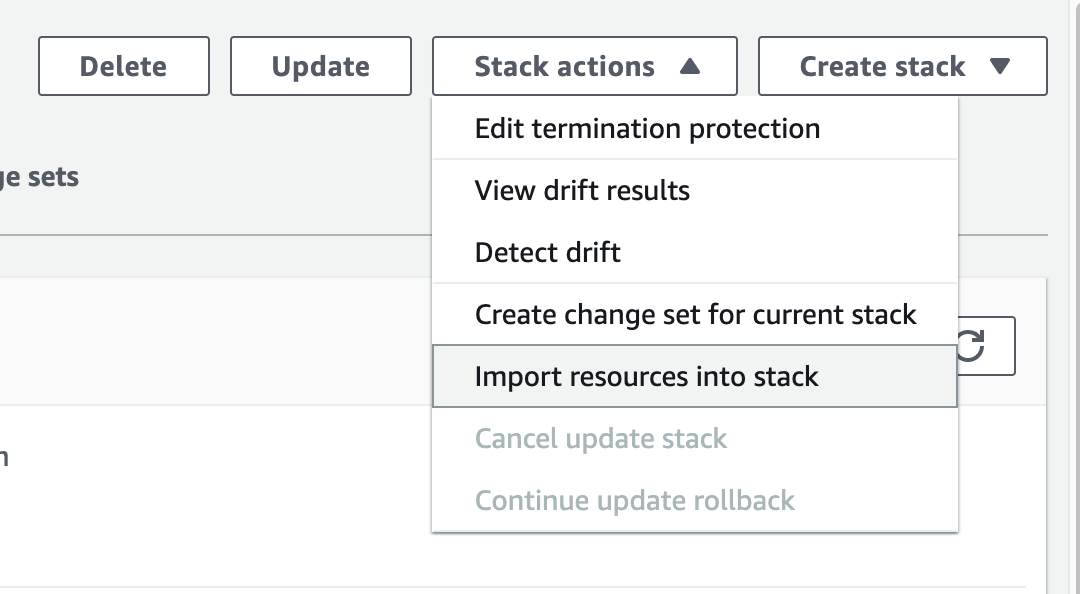 Delete
Update
Stack actions
Create stack
Edit termination protection
sets
View drift results
Detect drift
Create change set for current stack
Import resources into stack
Cancel update stack
Continue update rollback